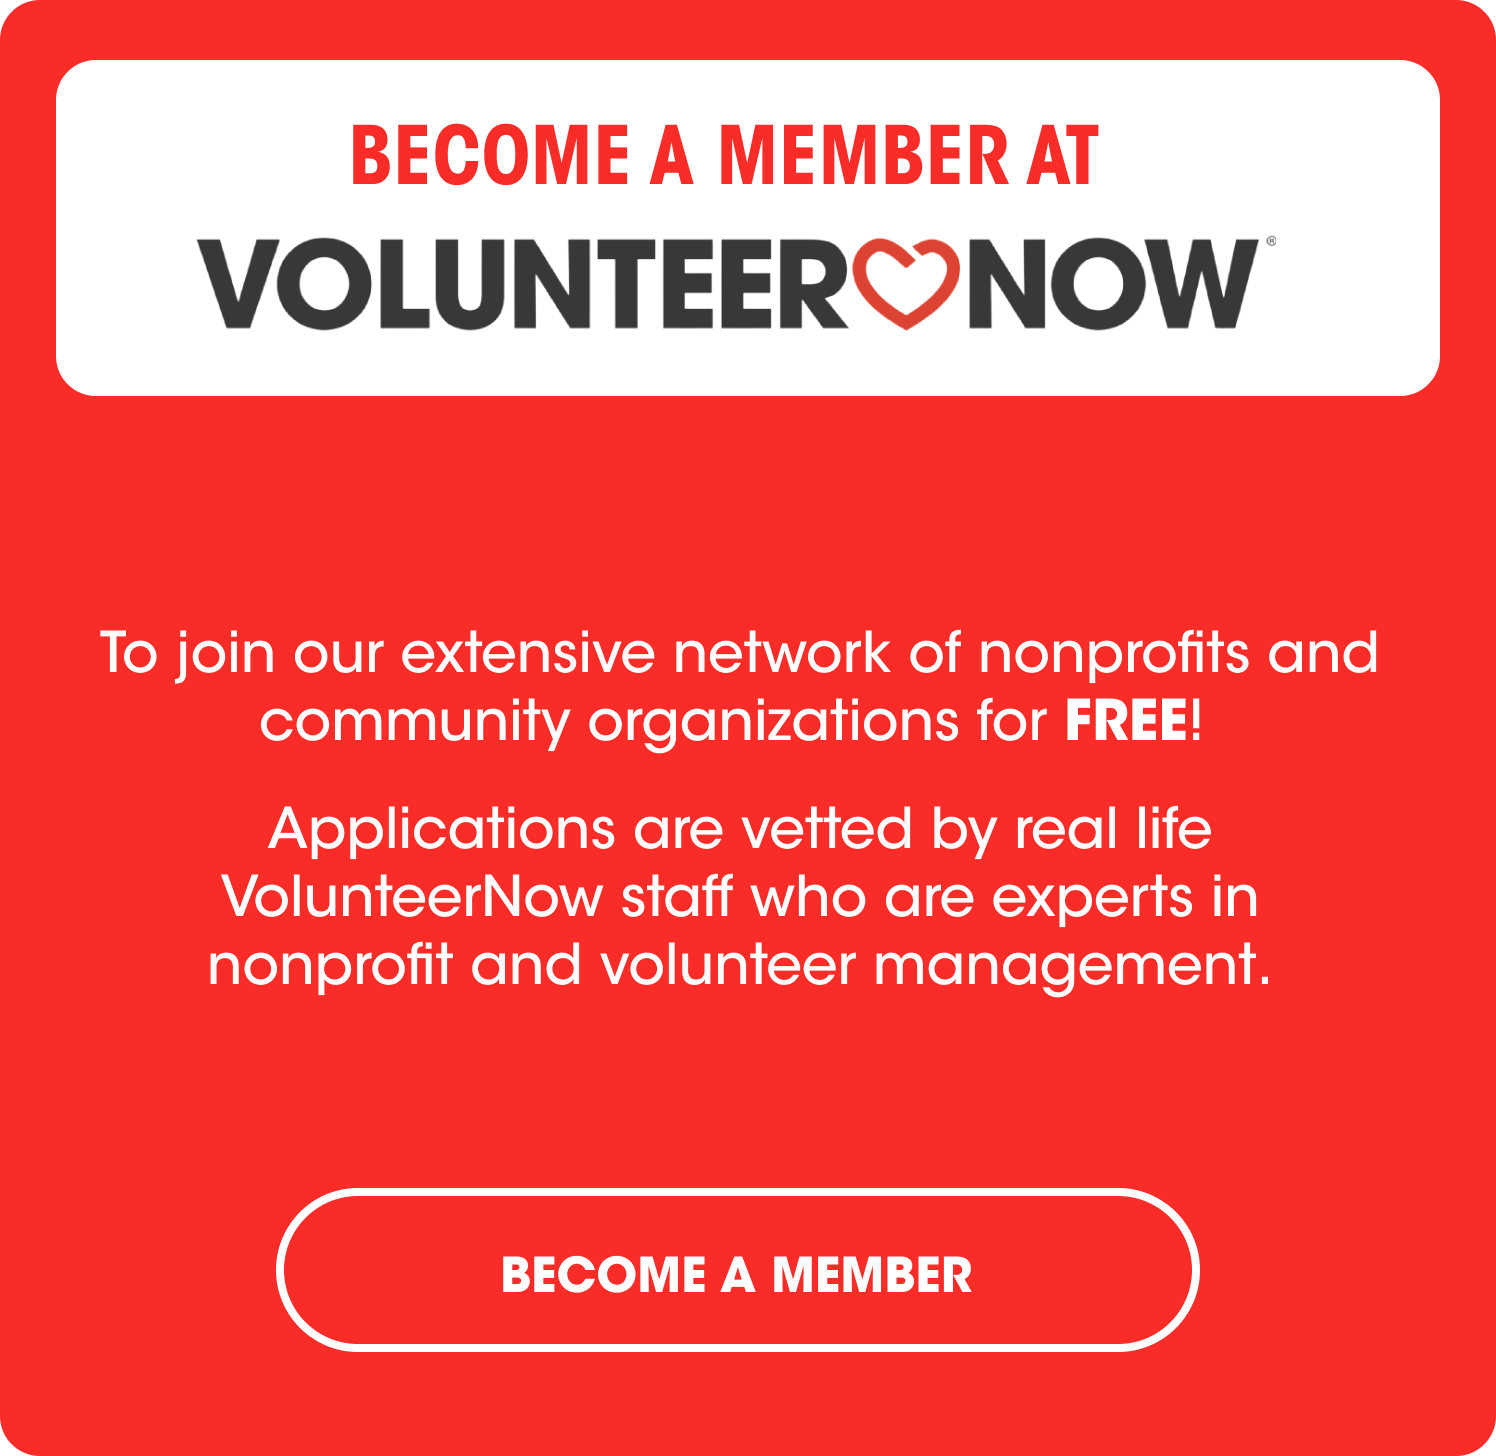 BECOME A MEMBER AT
VOLUNTEER NOW®
To join our extensive network of nonprofits and
community organizations for FREE!
Applications are vetted by real life
VolunteerNow staff who are experts in
nonprofit and volunteer management.
BECOME A MEMBER